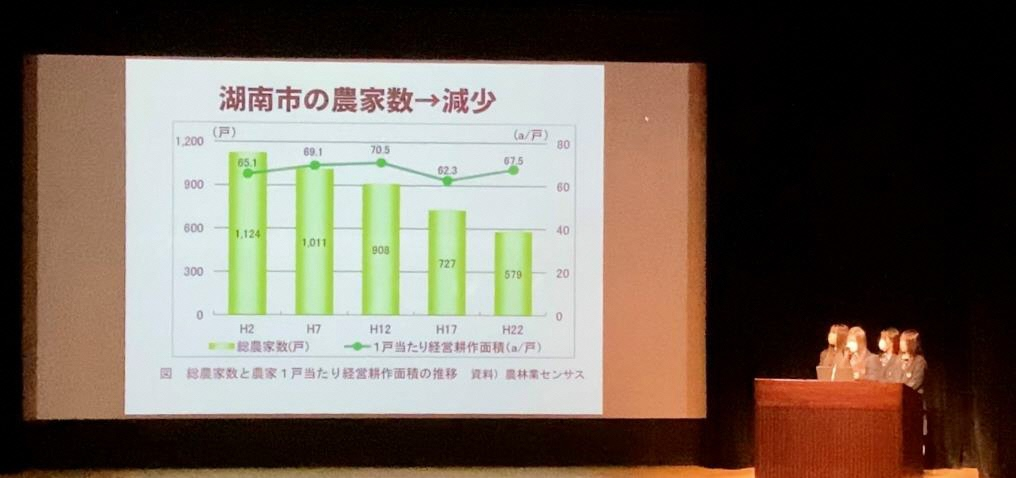 湖南市の農家数→減少
(戸)
(a/戸)
1,200
900
600
300
0
80
60
40
20
0
65.1
69.1
70.5
62.3
67.5
1,124
1,011
908
727
579
H2
H7
H12
H17
H22
総農家数(戸)
1戸当たり経営耕作面積(a/戸)
図 総農家数と農家1戸当たり経営耕作面積の推移 資料)農林業センサス